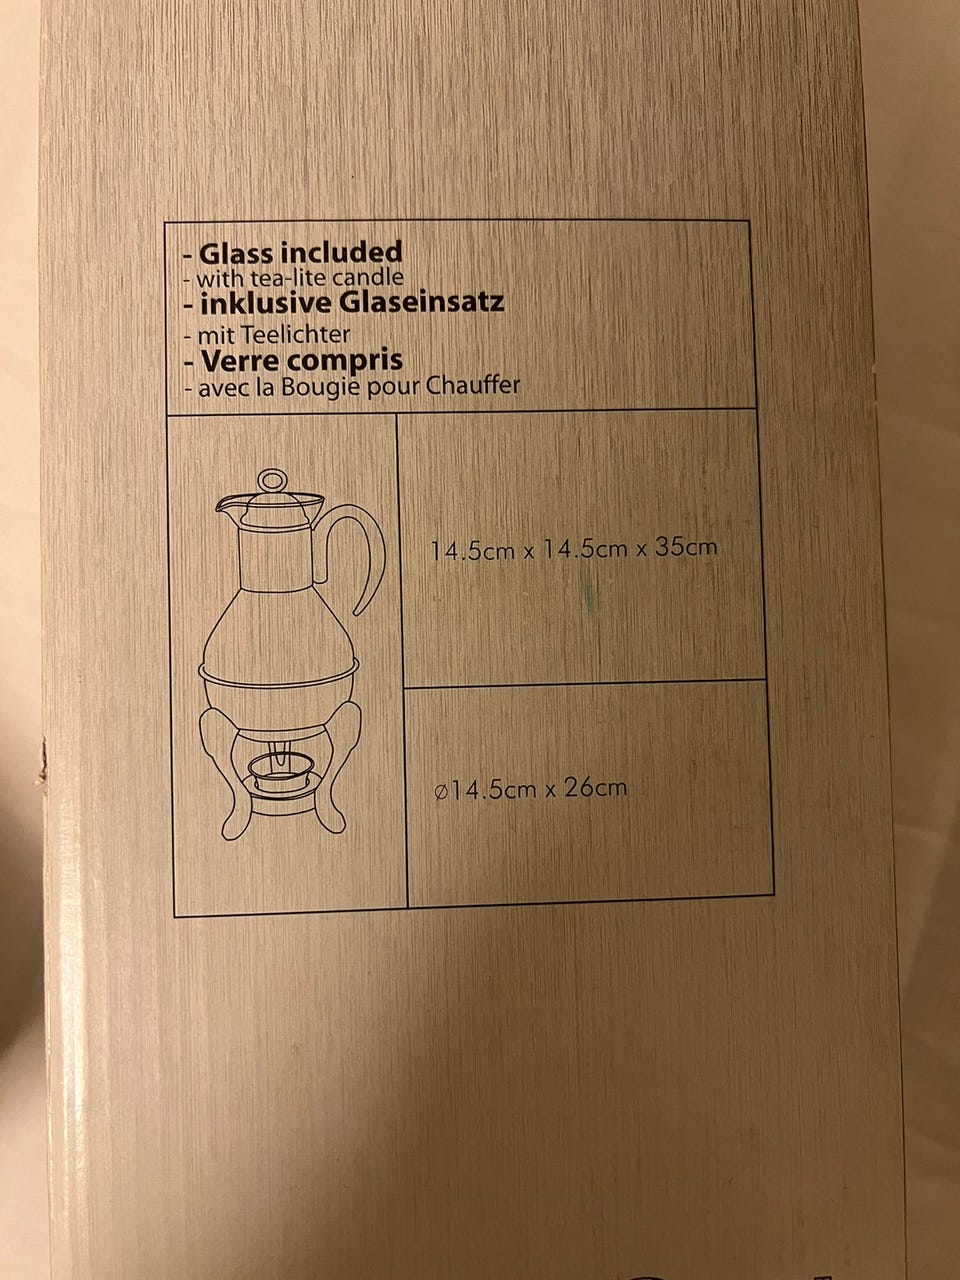 - Glass included
- with tea-lite candle
- inklusive Glaseinsatz
- mit Teelichter
- Verre compris
- avec la Bougie pour Chauffer
14.5cm x 14.5cm x 35cm
⌀14.5cm x 26cm